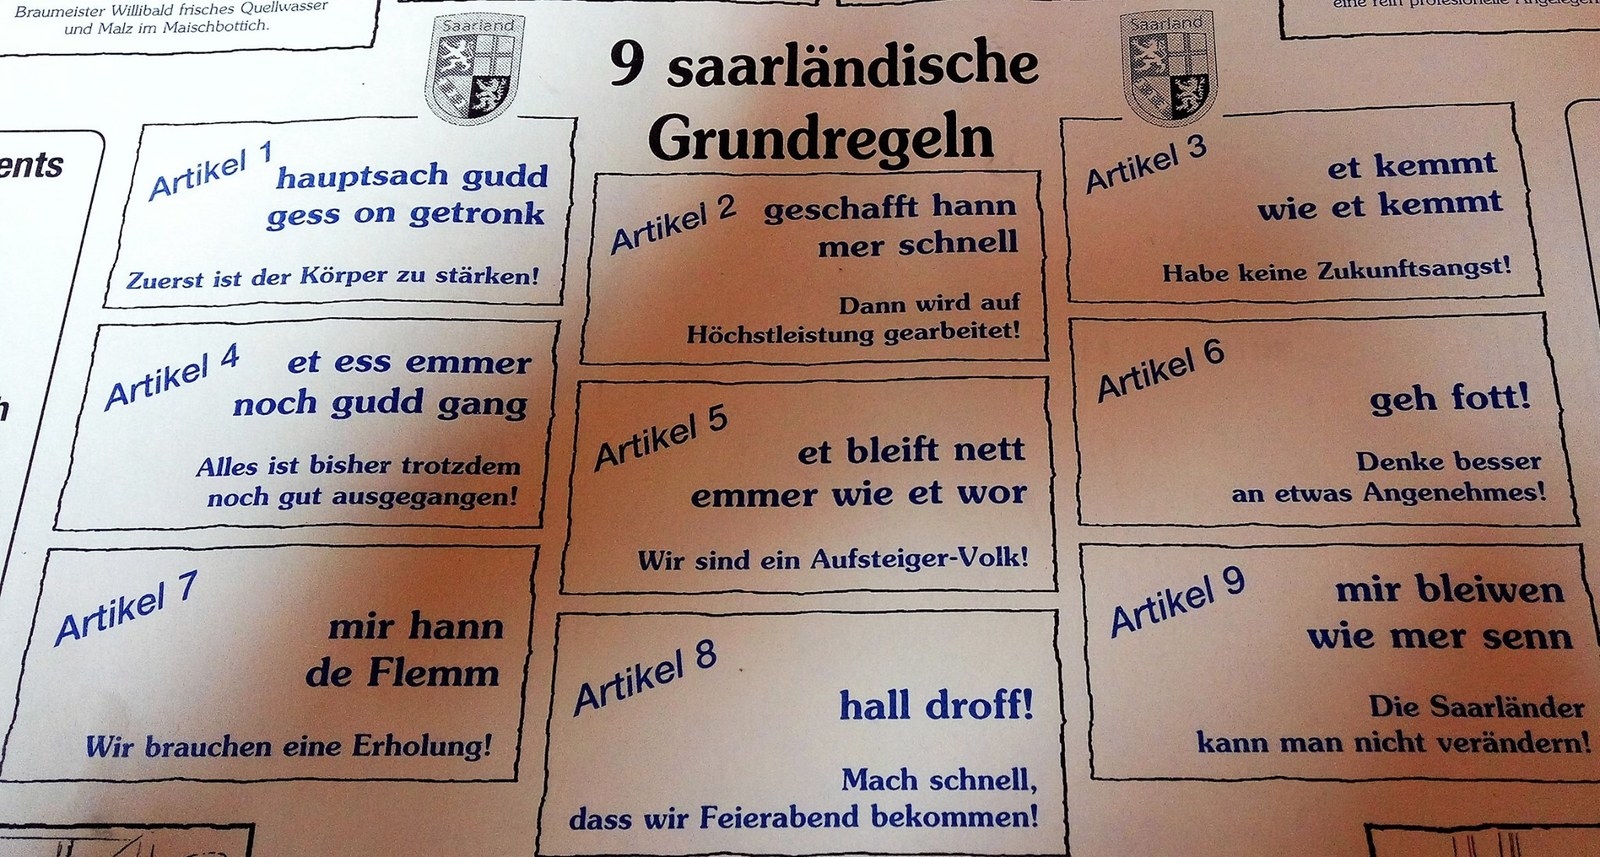 Braumeister Willibald frisches Quellwasser
und Malz im Maischbottich.
Saarland
Saarland
9 saarländische
Grundregeln
ents
Artikel 1
hauptsach gudd
gess on getronk
Zuerst ist der Körper zu stärken!
Artikel 2
geschafft hann
mer schnell
Dann wird auf
Höchstleistung gearbeitet!
Artikel 3
et kemmt
wie et kemmt
Habe keine Zukunftsangst!
Artikel 4
et ess emmer
noch gudd gang
Alles ist bisher trotzdem
noch gut ausgegangen!
Artikel 5
et bleift nett
emmer wie et wor
Wir sind ein Aufsteiger-Volk!
Artikel 6
geh fott!
Denke besser
an etwas Angenehmes!
Artikel 7
mir hann
de Flemm
Wir brauchen eine Erholung!
Artikel 8
hall droff!
Mach schnell,
dass wir Feierabend bekommen!
Artikel 9
mir bleiwen
wie mer senn
Die Saarländer
kann man nicht verändern!